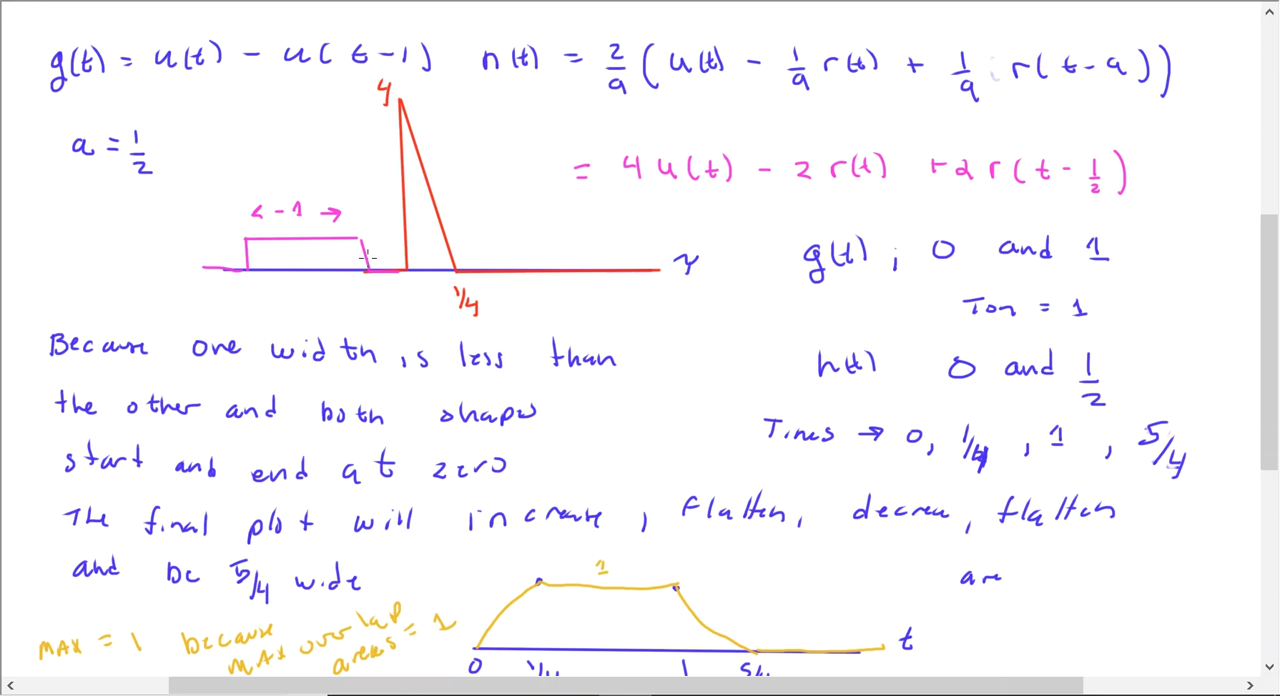 g(t) = u(t) - u(t-1)   h(t) = 2/a (u(t) - 1/a r(t) + 1/a r(t-a))
4
a = 1/2
= 4 u(t) - 2 r(t) + 2 r(t - 1/2)
< - 1 →
g(t) ; 0 and 1
1/4
Ton = 1
Because one width is less than
h(t) 0 and 1/2
the other and both shapes
Times → 0, 1/4, 1, 5/4
start and end at zero
The final plot will increase, flatten, decrea, flatten
and be 5/4 wide
1
are
MAX = 1 because
MAX overlap
areas = 1
t
0 1